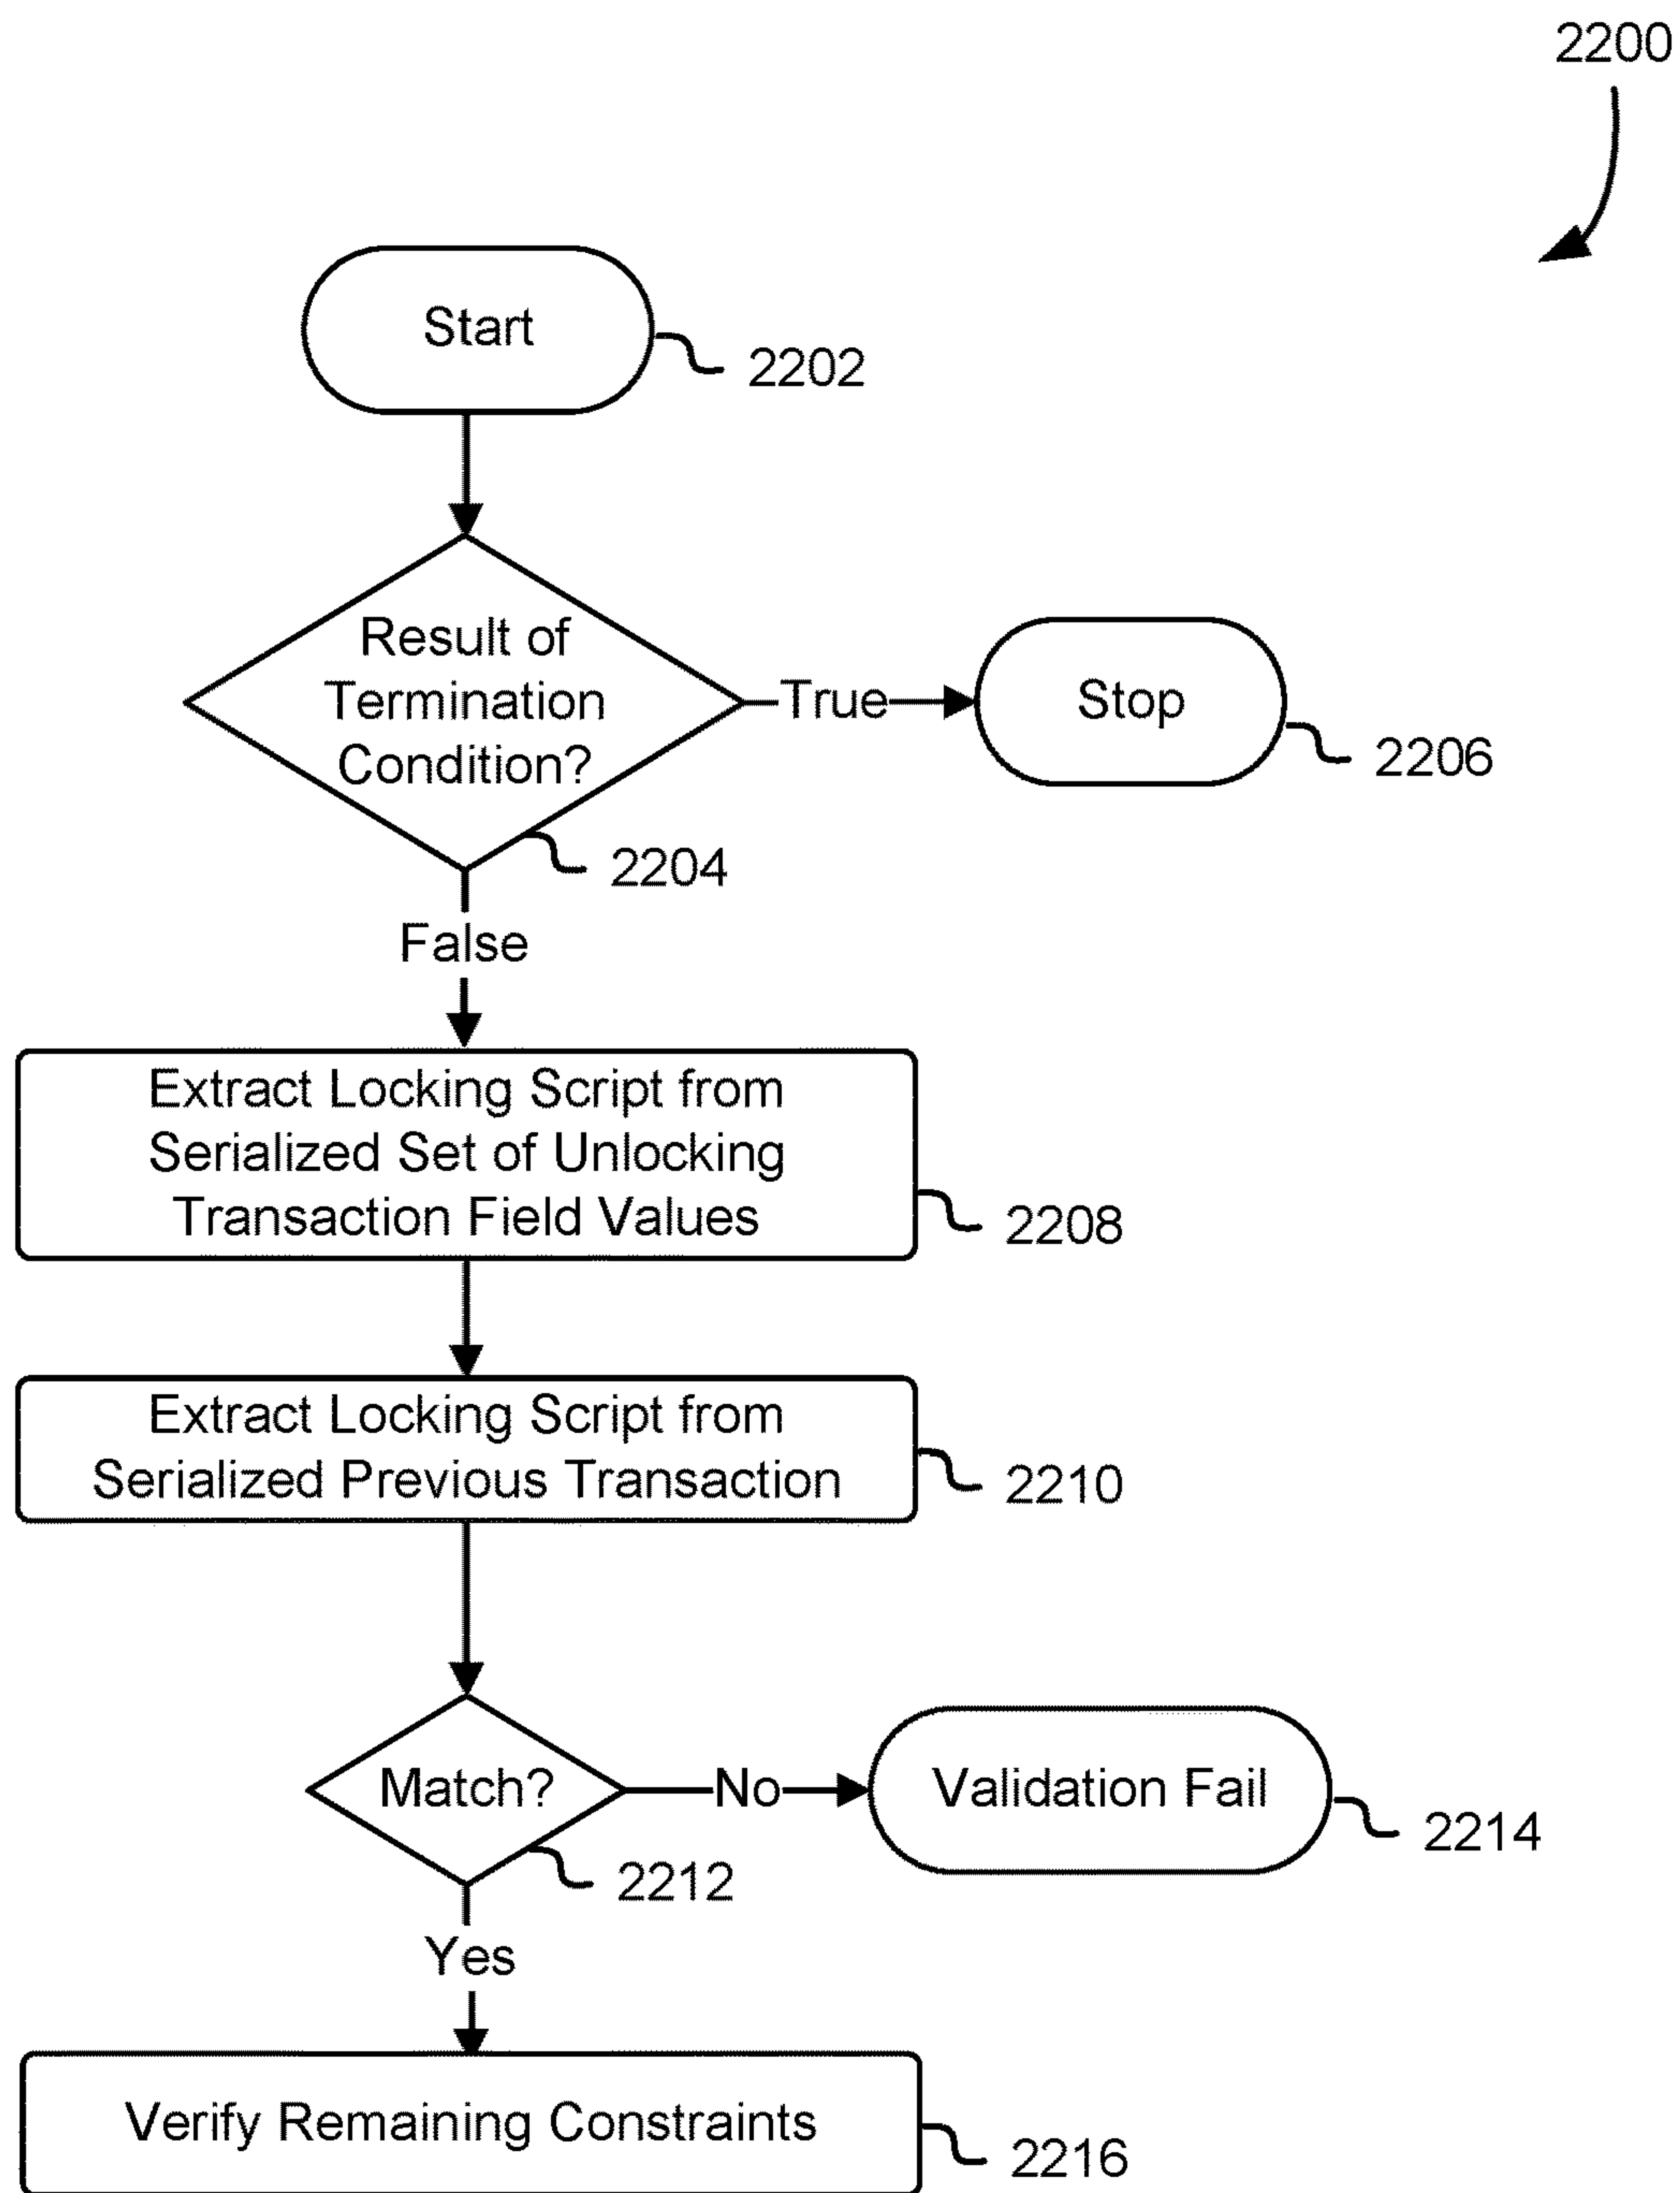 2200
Start
2202
Result of
Termination
Condition?
True
Stop
2206
2204
False
Extract Locking Script from
Serialized Set of Unlocking
Transaction Field Values
2208
Extract Locking Script from
Serialized Previous Transaction
2210
Match?
No
Validation Fail
2214
2212
Yes
Verify Remaining Constraints
2216